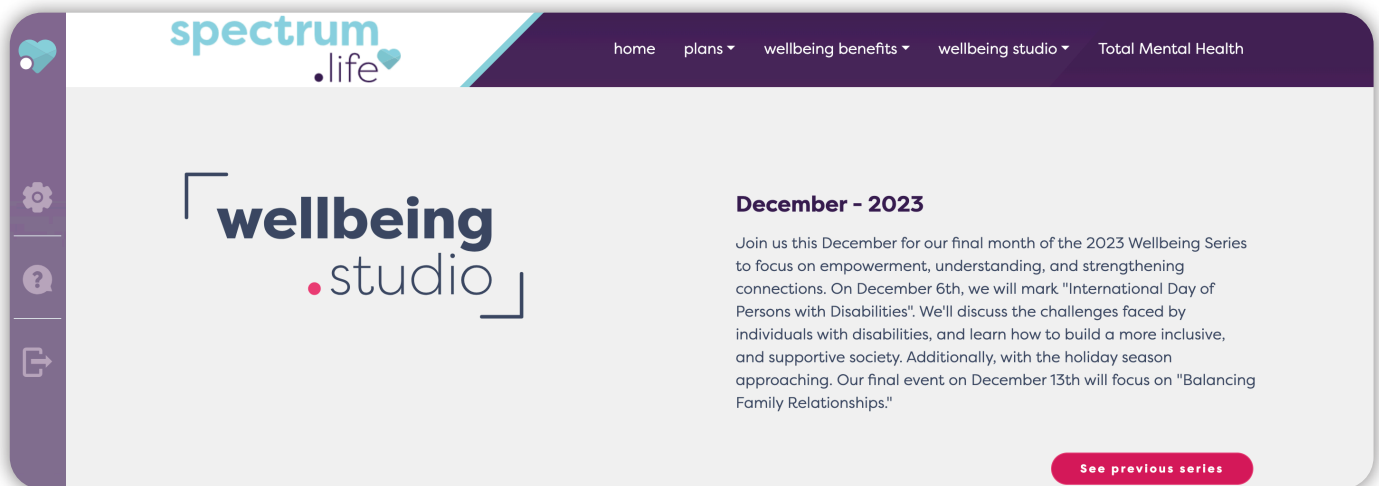 spectrum
.life
home plans wellbeing benefits wellbeing studio Total Mental Health
wellbeing
.studio
December - 2023
Join us this December for our final month of the 2023 Wellbeing Series
to focus on empowerment, understanding, and strengthening
connections. On December 6th, we will mark "International Day of
Persons with Disabilities". We'll discuss the challenges faced by
individuals with disabilities, and learn how to build a more inclusive,
and supportive society. Additionally, with the holiday season
approaching. Our final event on December 13th will focus on "Balancing
Family Relationships."
See previous series
?